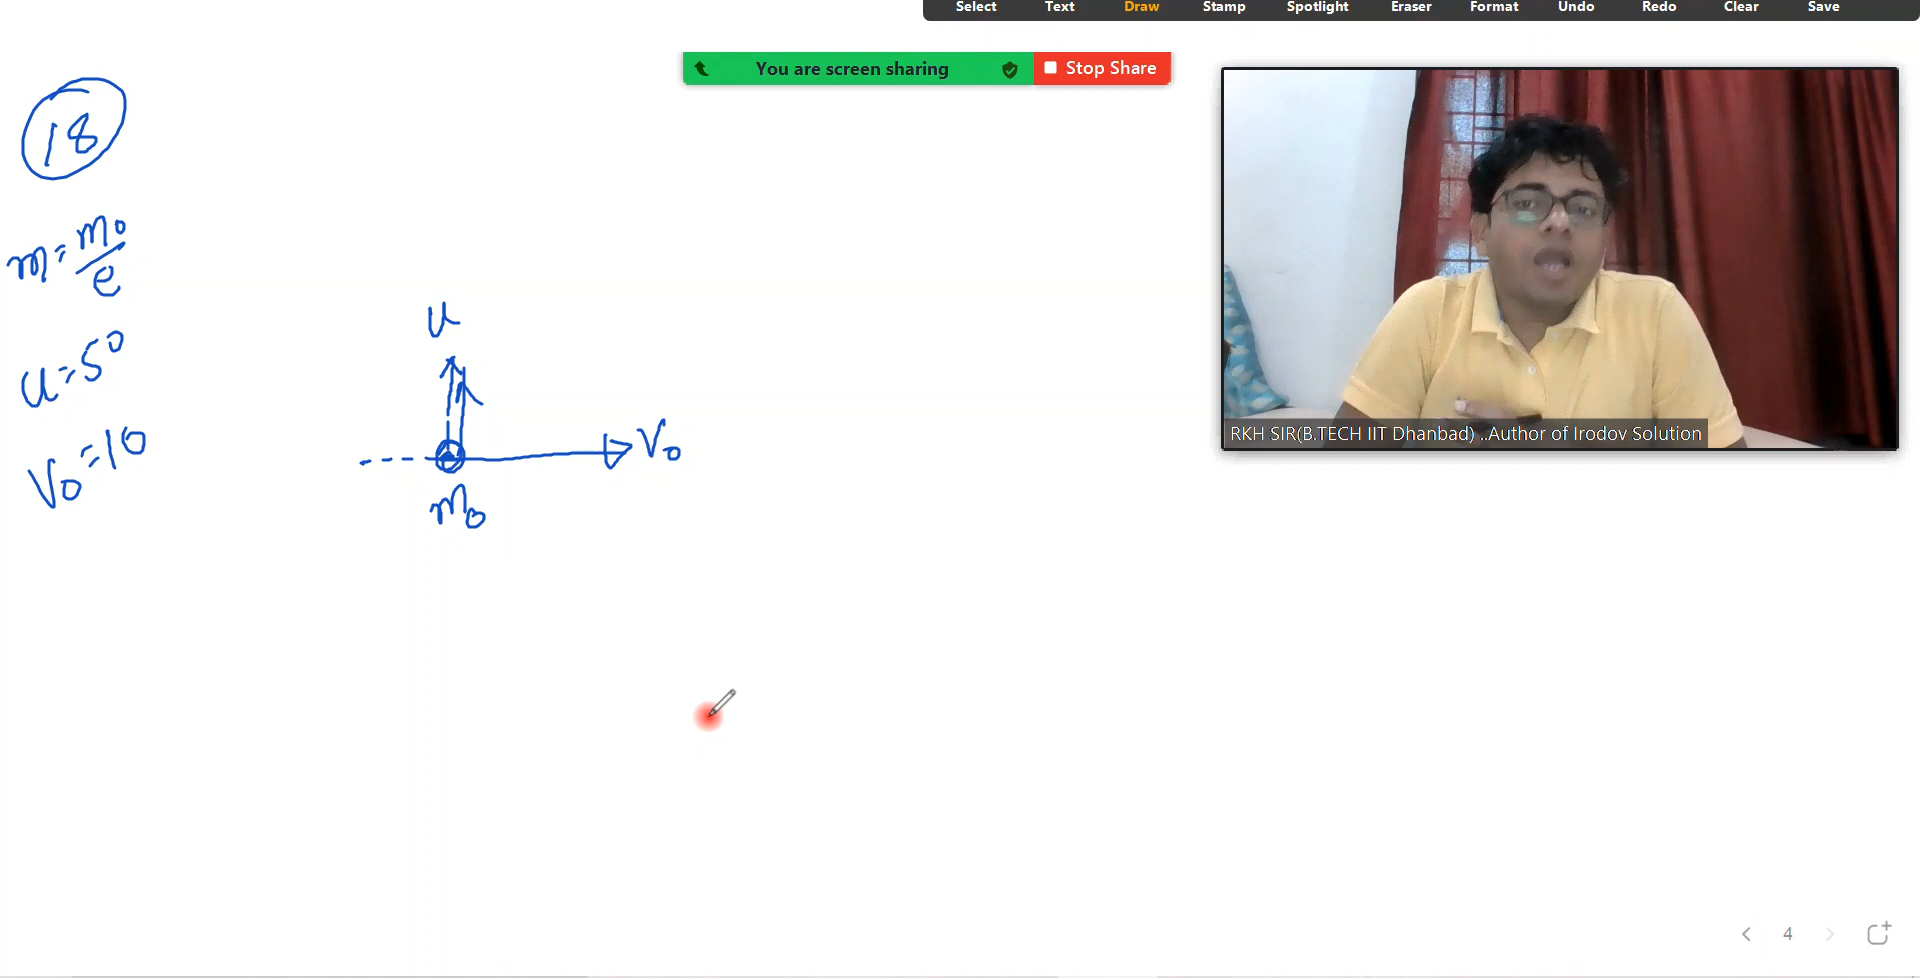 Select Text Draw Stamp Spotlight Eraser Format Undo Redo Clear Save
You are screen sharing Stop Share
18
m = m0/e
u = 50
V0 = 10
u
V0
m0
RKH SIR(B.TECH IIT Dhanbad) ..Author of Irodov Solution
4